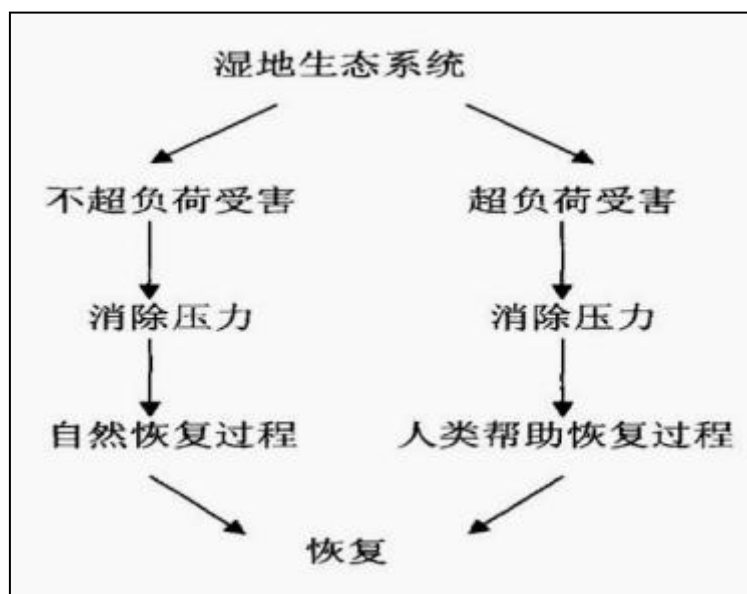 湿地生态系统
不超负荷受害 超负荷受害
消除压力 消除压力
自然恢复过程 人类帮助恢复过程
恢复